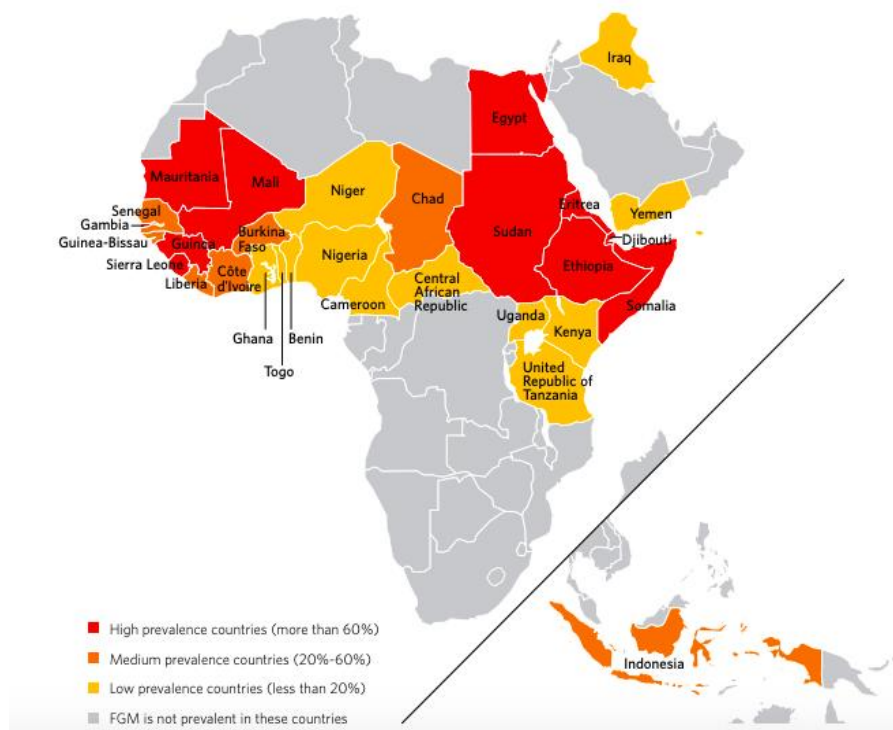 Iraq
Egypt
Mauritania
Mali
Niger
Chad
Eritrea
Yemen
Senegal
Gambia
Guinea-Bissau
Guinea
Burkina
Faso
Sudan
Djibouti
Nigeria
Sierra Leone
Liberia
Côte
d'Ivoire
Ethiopia
Central
African
Republic
Cameroon
Somalia
Uganda
Kenya
Ghana
Benin
Togo
United
Republic of
Tanzania
High prevalence countries (more than 60%)
Medium prevalence countries (20%-60%)
Low prevalence countries (less than 20%)
FGM is not prevalent in these countries
Indonesia